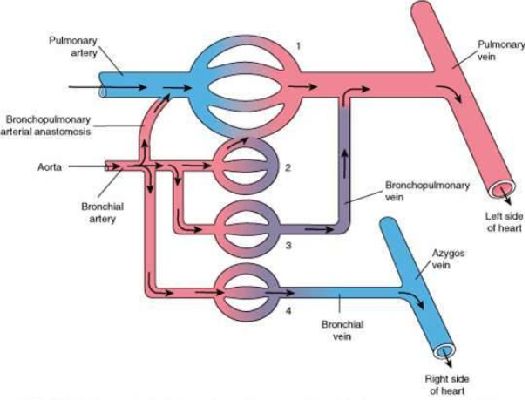 Pulmonary
artery
1
Pulmonary
vein
Bronchopulmonary
arterial anastomosis
Aorta
2
Bronchial
artery
Bronchopulmonary
vein
3
Left side
of heart
Azygos
vein
4
Bronchial
vein
Right side
of heart